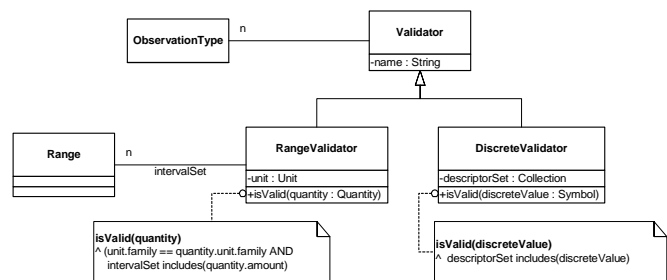 n
Validator
ObservationType
-name : String
Range
n
intervalSet
RangeValidator
-unit : Unit
+isValid(quantity : Quantity)
DiscreteValidator
-descriptorSet : Collection
+isValid(discreteValue : Symbol)
isValid(quantity)
^ (unit.family == quantity.unit.family AND
intervalSet includes(quantity.amount)
isValid(discreteValue)
^ descriptorSet includes(discreteValue)